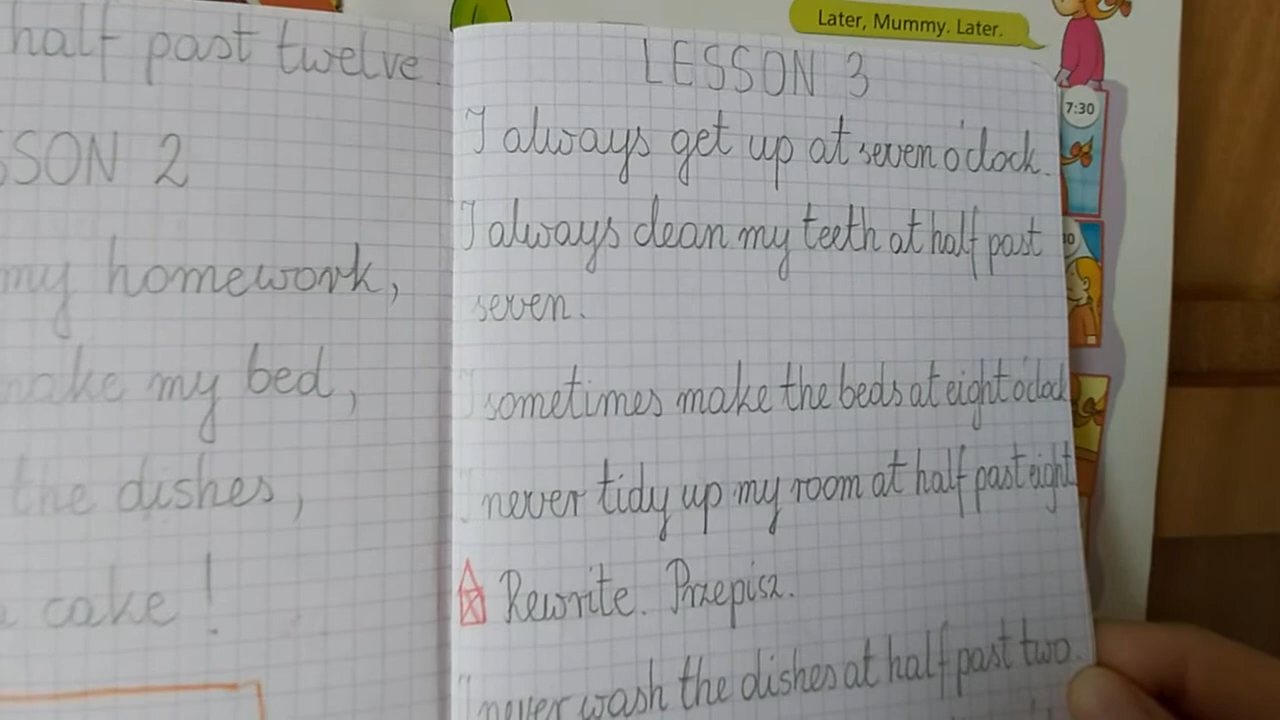 Later, Mummy. Later.
half past twelve.
SON 2
my homework,
make my bed,
the dishes,
cake!
LESSON 3
I always get up at seven o'clock.
I always clean my teeth at half past
seven.
I sometimes make the beds at eight o'clock
I never tidy up my room at half past eight
Rewrite. Przepisz.
I never wash the dishes at half past two.
7:30